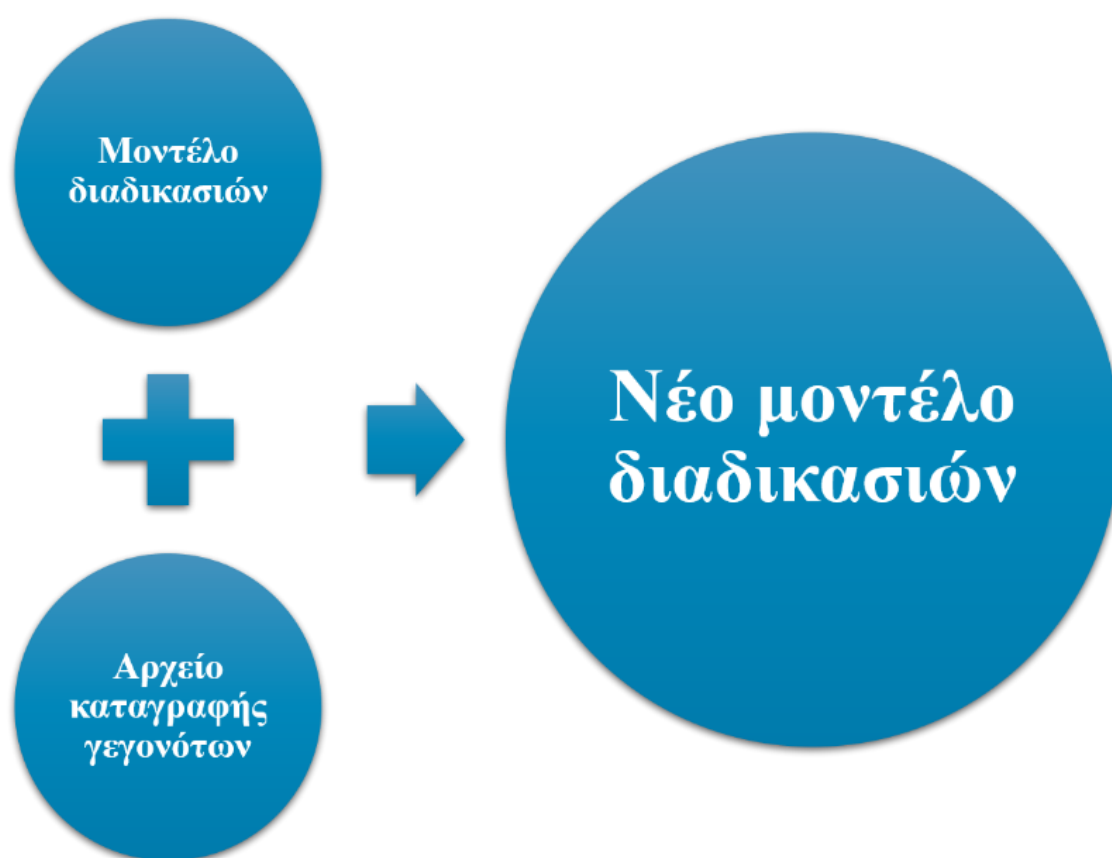 Μοντέλο
διαδικασιών
Αρχείο
καταγραφής
γεγονότων
Νέο μοντέλο
διαδικασιών